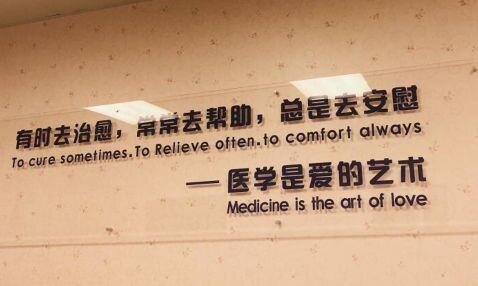 有时去治愈，常常去帮助，总是去安慰
To cure sometimes.To Relieve often.to comfort always
—医学是爱的艺术
Medicine is the art of love